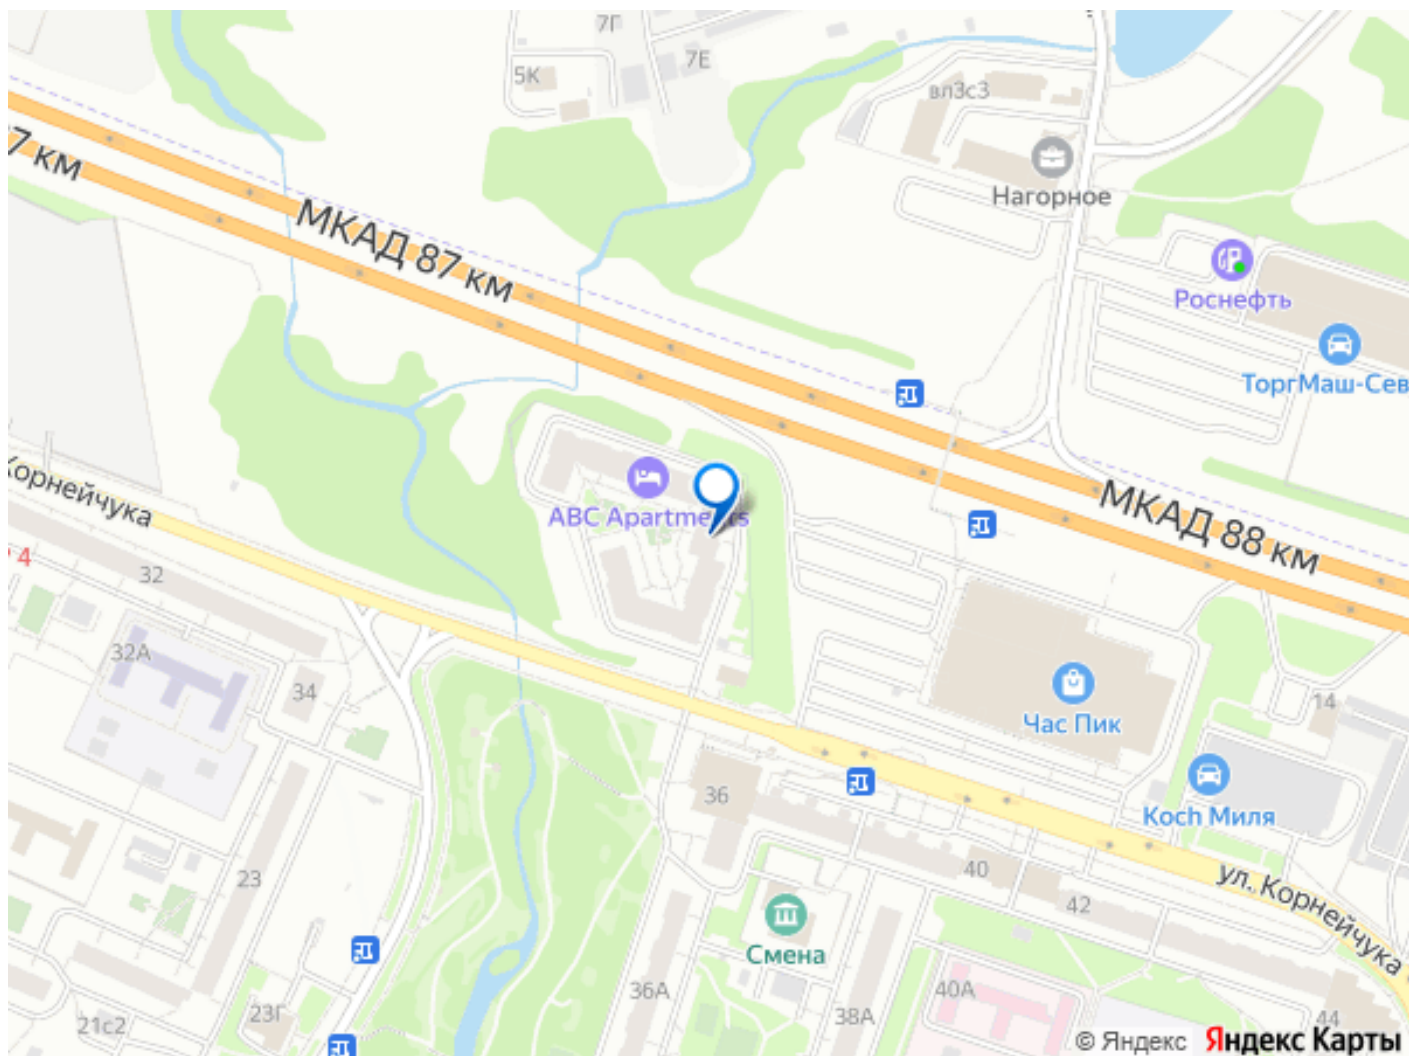 7Г
7Е
5К
вл3с3
7 км
МКАД 87 км
Нагорное
Роснефть
ТоргМаш-Сев
Корнейчука
ABC Apartments
МКАД 88 км
4
32
32А
34
Час Пик
14
36
Koch Миля
23
40
ул. Корнейчука
42
Смена
36А
40А
23Г
21с2
38А
44
© Яндекс Яндекс Карты